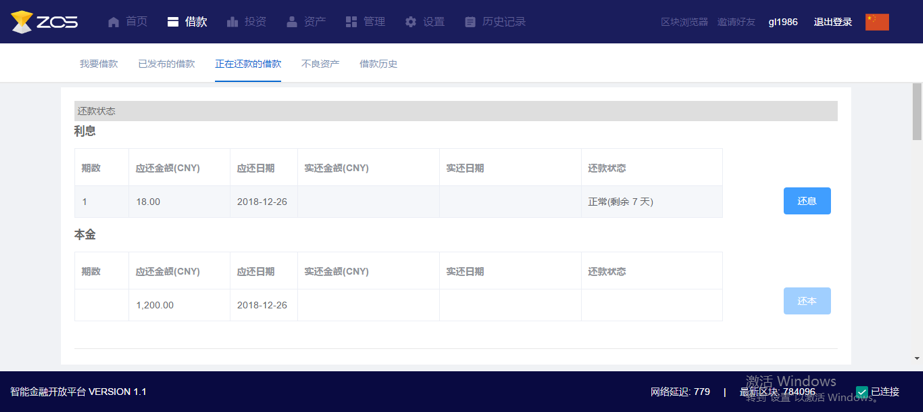 ZOS 首页 借款 投资 资产 管理 设置 历史记录 区块浏览器 邀请好友 gl1986 退出登录
我要借款 已发布的借款 正在还款的借款 不良资产 借款历史
还款状态
利息
期数 应还金额(CNY) 应还日期 实还金额(CNY) 实还日期 还款状态
1 18.00 2018-12-26 正常(剩余 7 天) 还息
本金
期数 应还金额(CNY) 应还日期 实还金额(CNY) 实还日期 还款状态
1,200.00 2018-12-26 还本
激活 Windows
智能金融开放平台 VERSION 1.1 网络延迟: 779 | 最新区块: 784096 已连接
转到"设置"以激活 Windows。